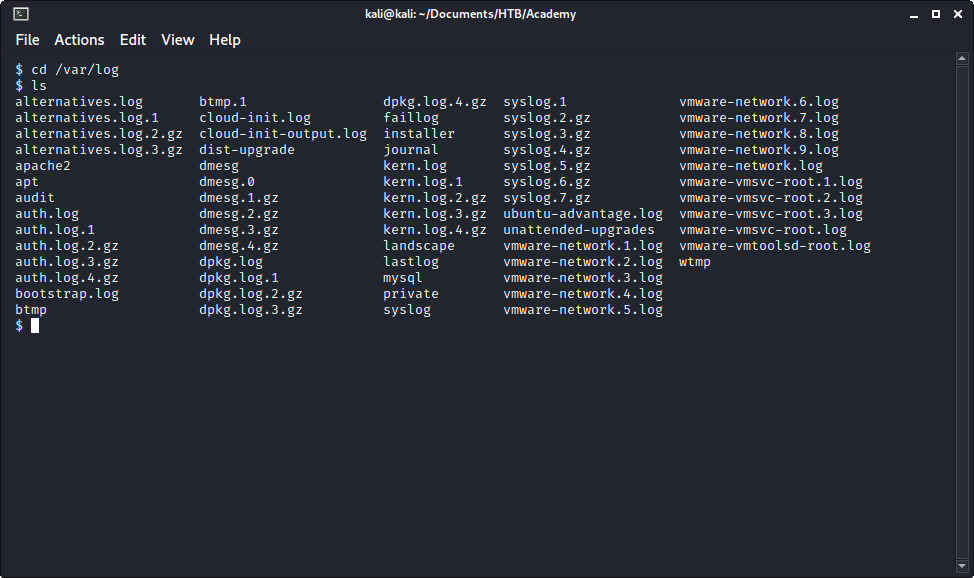 kali@kali: ~/Documents/HTB/Academy
File Actions Edit View Help
$ cd /var/log
$ ls
alternatives.log btmp.1 dpkg.log.4.gz syslog.1 vmware-network.6.log
alternatives.log.1 cloud-init.log faillog syslog.2.gz vmware-network.7.log
alternatives.log.2.gz cloud-init-output.log installer syslog.3.gz vmware-network.8.log
alternatives.log.3.gz dist-upgrade journal syslog.4.gz vmware-network.9.log
apache2 dmesg kern.log syslog.5.gz vmware-network.log
apt dmesg.0 kern.log.1 syslog.6.gz vmware-vmsvc-root.1.log
audit dmesg.1.gz kern.log.2.gz syslog.7.gz vmware-vmsvc-root.2.log
auth.log dmesg.2.gz kern.log.3.gz ubuntu-advantage.log vmware-vmsvc-root.3.log
auth.log.1 dmesg.3.gz kern.log.4.gz unattended-upgrades vmware-vmsvc-root.log
auth.log.2.gz dmesg.4.gz landscape vmware-network.1.log vmware-vmtoolsd-root.log
auth.log.3.gz dpkg.log lastlog vmware-network.2.log wtmp
auth.log.4.gz dpkg.log.1 mysql vmware-network.3.log
bootstrap.log dpkg.log.2.gz private vmware-network.4.log
btmp dpkg.log.3.gz syslog vmware-network.5.log
$